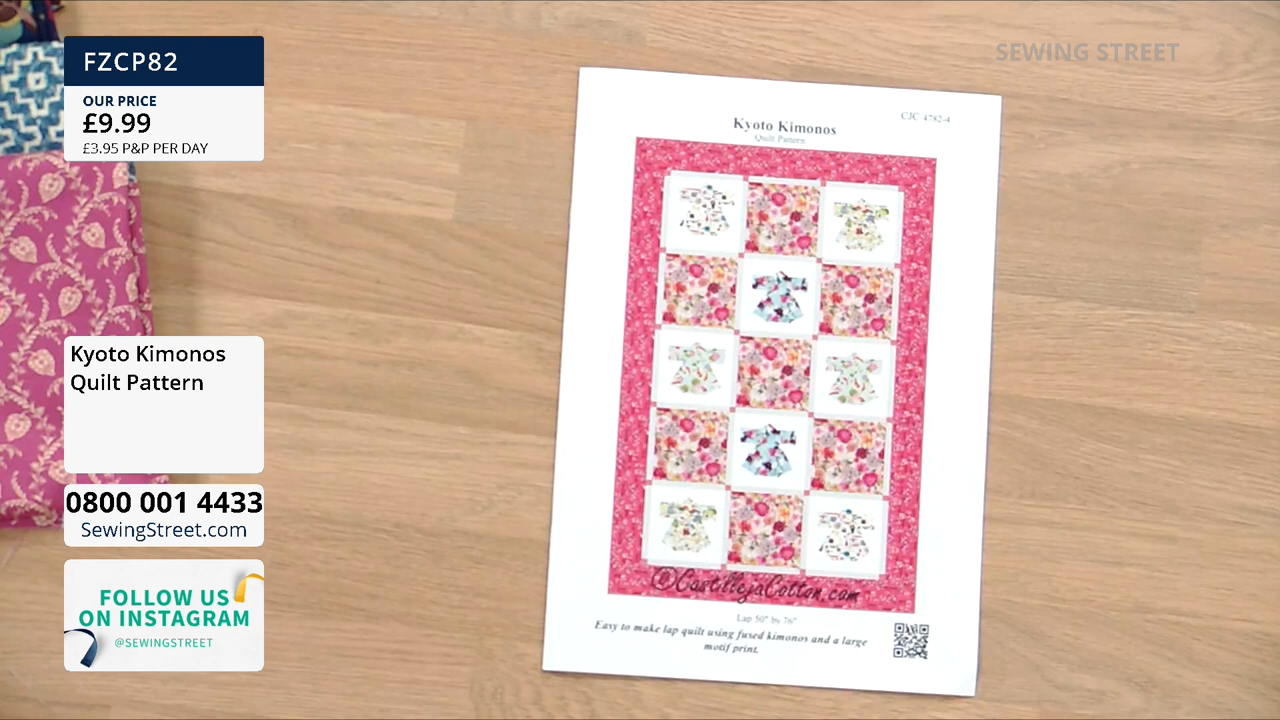 FZCP82
OUR PRICE
£9.99
£3.95 P&P PER DAY
Kyoto Kimonos
Quilt Pattern
0800 001 4433
SewingStreet.com
FOLLOW US
ON INSTAGRAM
@SEWINGSTREET
SEWING STREET
CJC 4782-4
Kyoto Kimonos
Quilt Pattern
©CastillejaCotton.com
Lap 50" by 76"
Easy to make lap quilt using fused kimonos and a large
motif print.